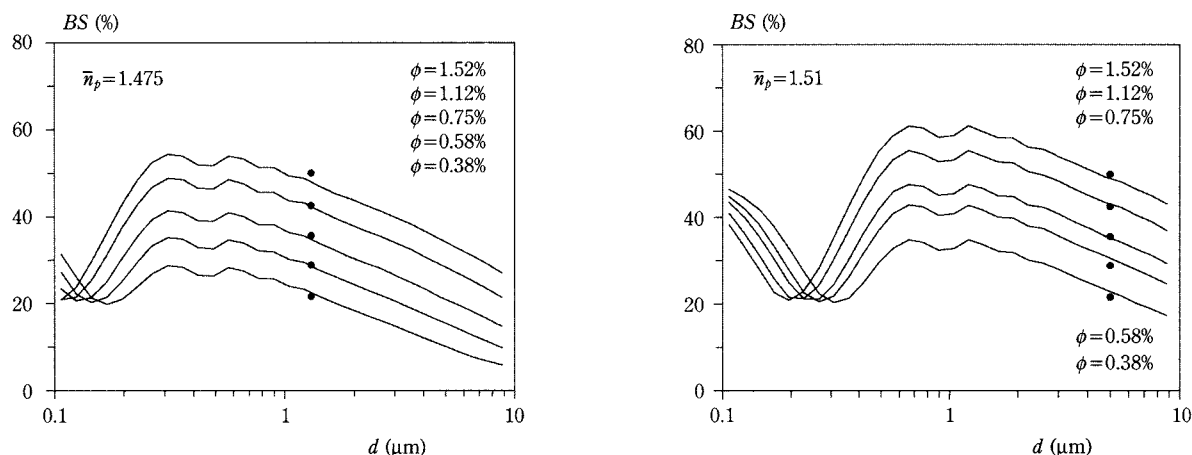 BS (%)
80
60
40
20
0
n̄ₚ=1.475
ϕ=1.52%
ϕ=1.12%
ϕ=0.75%
ϕ=0.58%
ϕ=0.38%
0.1
1
10
d (μm)
BS (%)
80
60
40
20
0
n̄ₚ=1.51
ϕ=1.52%
ϕ=1.12%
ϕ=0.75%
ϕ=0.58%
ϕ=0.38%
0.1
1
10
d (μm)